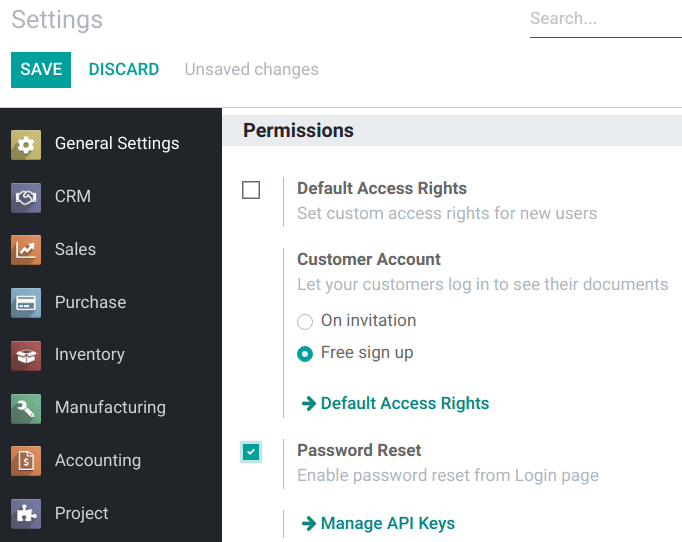 Settings
Search...
SAVE DISCARD Unsaved changes
General Settings
CRM
Sales
Purchase
Inventory
Manufacturing
Accounting
Project
Permissions
Default Access Rights
Set custom access rights for new users
Customer Account
Let your customers log in to see their documents
On invitation
Free sign up
Default Access Rights
Password Reset
Enable password reset from Login page
Manage API Keys